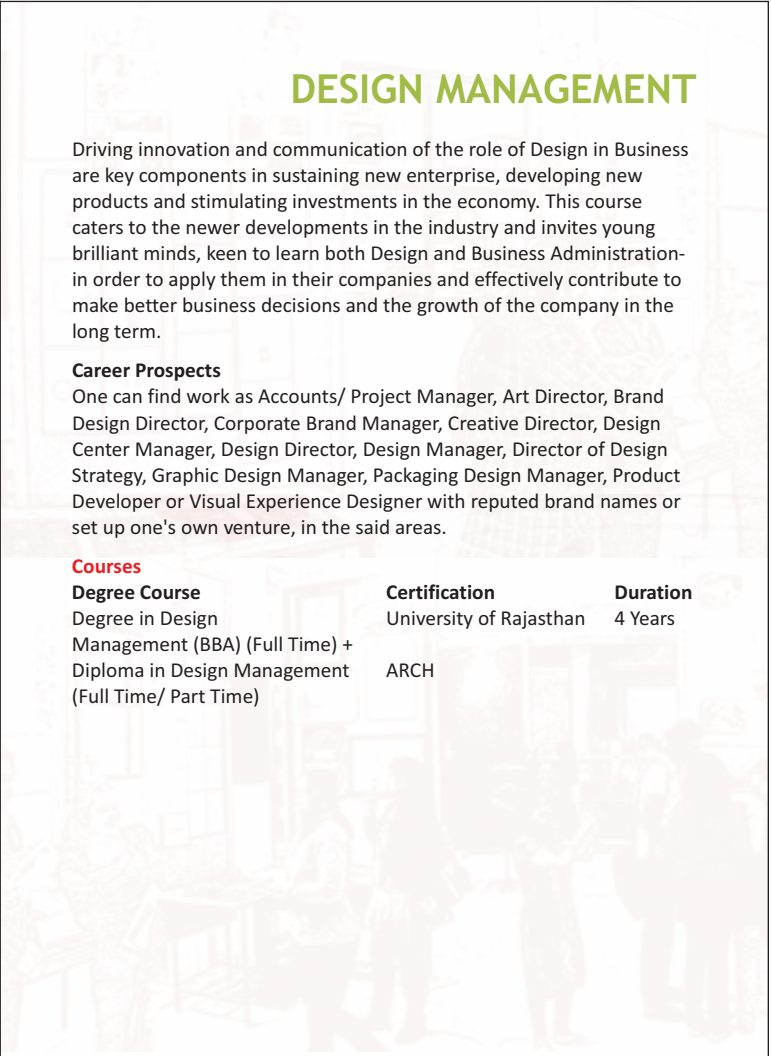 DESIGN MANAGEMENT
Driving innovation and communication of the role of Design in Business
are key components in sustaining new enterprise, developing new
products and stimulating investments in the economy. This course
caters to the newer developments in the industry and invites young
brilliant minds, keen to learn both Design and Business Administration-
in order to apply them in their companies and effectively contribute to
make better business decisions and the growth of the company in the
long term.
Career Prospects
One can find work as Accounts/ Project Manager, Art Director, Brand
Design Director, Corporate Brand Manager, Creative Director, Design
Center Manager, Design Director, Design Manager, Director of Design
Strategy, Graphic Design Manager, Packaging Design Manager, Product
Developer or Visual Experience Designer with reputed brand names or
set up one's own venture, in the said areas.
Courses
Degree Course Certification Duration
Degree in Design University of Rajasthan 4 Years
Management (BBA) (Full Time) +
Diploma in Design Management ARCH
(Full Time/ Part Time)